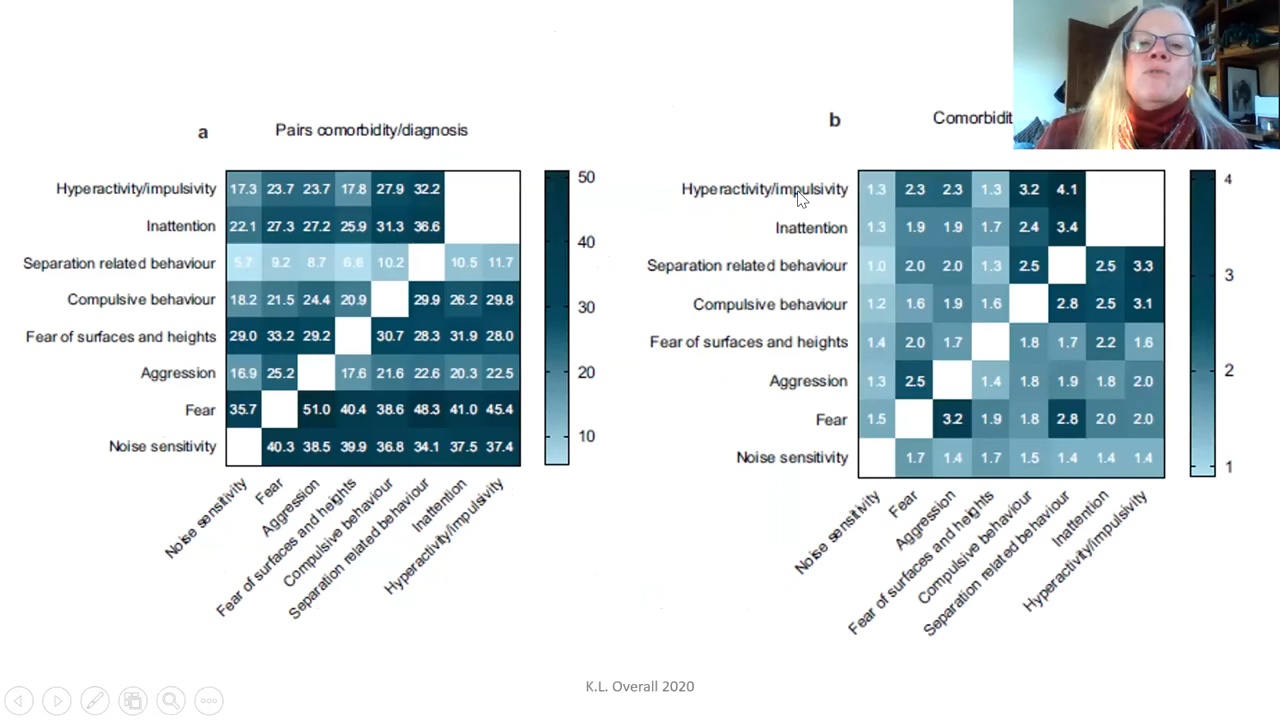 a
Pairs comorbidity/diagnosis
Hyperactivity/impulsivity 17.3 23.7 23.7 17.8 27.9 32.2
Inattention 22.1 27.3 27.2 25.9 31.3 36.6
Separation related behaviour 5.7 9.2 8.7 6.6 10.2 10.5 11.7
Compulsive behaviour 18.2 21.5 24.4 20.9 29.9 26.2 29.8
Fear of surfaces and heights 29.0 33.2 29.2 30.7 28.3 31.9 28.0
Aggression 16.9 25.2 17.6 21.6 22.6 20.3 22.5
Fear 35.7 51.0 40.4 38.6 48.3 41.0 45.4
Noise sensitivity 40.3 38.5 39.9 36.8 34.1 37.5 37.4
Noise sensitivity
Fear
Aggression
Fear of surfaces and heights
Compulsive behaviour
Separation related behaviour
Inattention
Hyperactivity/impulsivity
50
40
30
20
10
b
Comorbidit
Hyperactivity/impulsivity 1.3 2.3 2.3 1.3 3.2 4.1
Inattention 1.3 1.9 1.9 1.7 2.4 3.4
Separation related behaviour 1.0 2.0 2.0 1.3 2.5 2.5 3.3
Compulsive behaviour 1.2 1.6 1.9 1.6 2.8 2.5 3.1
Fear of surfaces and heights 1.4 2.0 1.7 1.8 1.7 2.2 1.6
Aggression 1.3 2.5 1.4 1.8 1.9 1.8 2.0
Fear 1.5 3.2 1.9 1.8 2.8 2.0 2.0
Noise sensitivity 1.7 1.4 1.7 1.5 1.4 1.4 1.4
Noise sensitivity
Fear
Aggression
Fear of surfaces and heights
Compulsive behaviour
Separation related behaviour
Inattention
Hyperactivity/impulsivity
4
3
2
1
K.L. Overall 2020